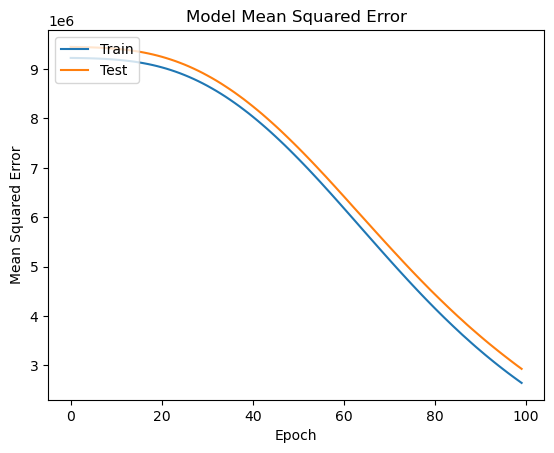 Model Mean Squared Error
1e6
Train
Test
9
8
7
6
5
4
3
Mean Squared Error
0 20 40 60 80 100
Epoch